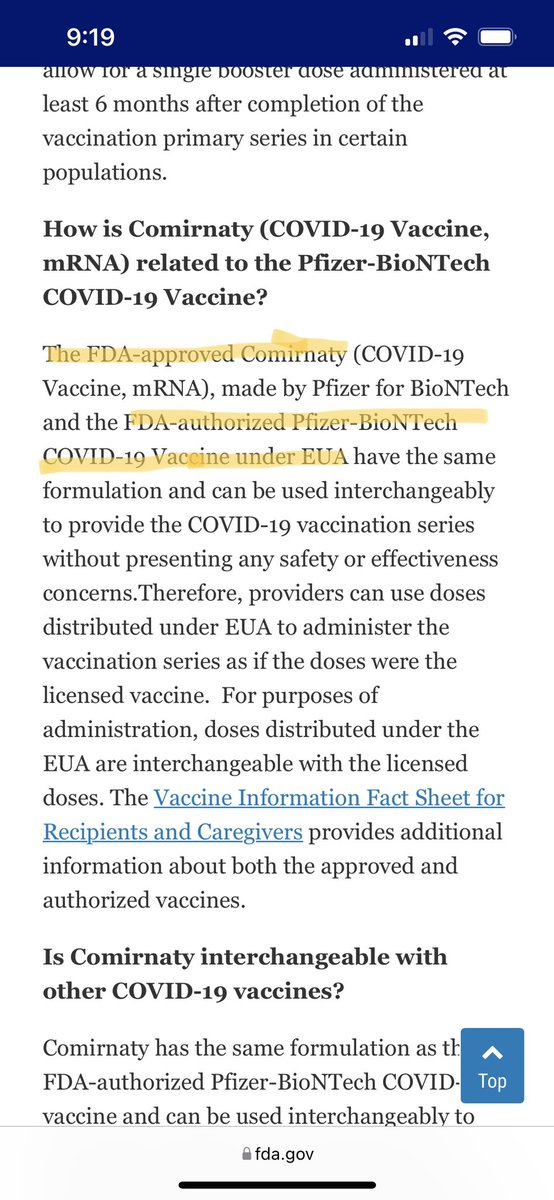 9:19
allow for a single booster dose administered at
least 6 months after completion of the
vaccination primary series in certain
populations.
How is Comirnaty (COVID-19 Vaccine,
mRNA) related to the Pfizer-BioNTech
COVID-19 Vaccine?
The FDA-approved Comirnaty (COVID-19
Vaccine, mRNA), made by Pfizer for BioNTech
and the FDA-authorized Pfizer-BioNTech
COVID-19 Vaccine under EUA have the same
formulation and can be used interchangeably
to provide the COVID-19 vaccination series
without presenting any safety or effectiveness
concerns.Therefore, providers can use doses
distributed under EUA to administer the
vaccination series as if the doses were the
licensed vaccine.  For purposes of
administration, doses distributed under the
EUA are interchangeable with the licensed
doses. The Vaccine Information Fact Sheet for
Recipients and Caregivers provides additional
information about both the approved and
authorized vaccines.
Is Comirnaty interchangeable with
other COVID-19 vaccines?
Comirnaty has the same formulation as th
FDA-authorized Pfizer-BioNTech COVID-
vaccine and can be used interchangeably to
Top
fda.gov